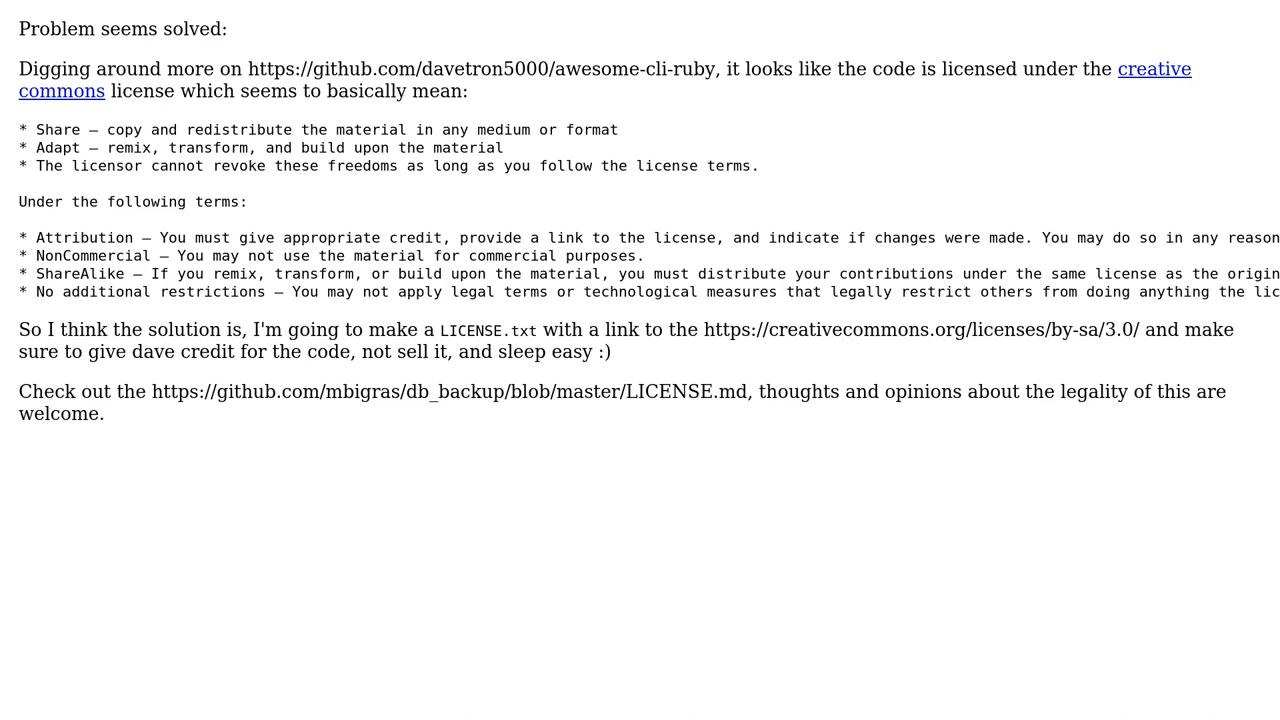 Problem seems solved:
Digging around more on https://github.com/davetron5000/awesome-cli-ruby, it looks like the code is licensed under the creative
commons license which seems to basically mean:
* Share — copy and redistribute the material in any medium or format
* Adapt — remix, transform, and build upon the material
* The licensor cannot revoke these freedoms as long as you follow the license terms.
Under the following terms:
* Attribution — You must give appropriate credit, provide a link to the license, and indicate if changes were made. You may do so in any reason
* NonCommercial — You may not use the material for commercial purposes.
* ShareAlike — If you remix, transform, or build upon the material, you must distribute your contributions under the same license as the origin
* No additional restrictions — You may not apply legal terms or technological measures that legally restrict others from doing anything the lic
So I think the solution is, I'm going to make a LICENSE.txt with a link to the https://creativecommons.org/licenses/by-sa/3.0/ and make
sure to give dave credit for the code, not sell it, and sleep easy :)
Check out the https://github.com/mbigras/db_backup/blob/master/LICENSE.md, thoughts and opinions about the legality of this are
welcome.